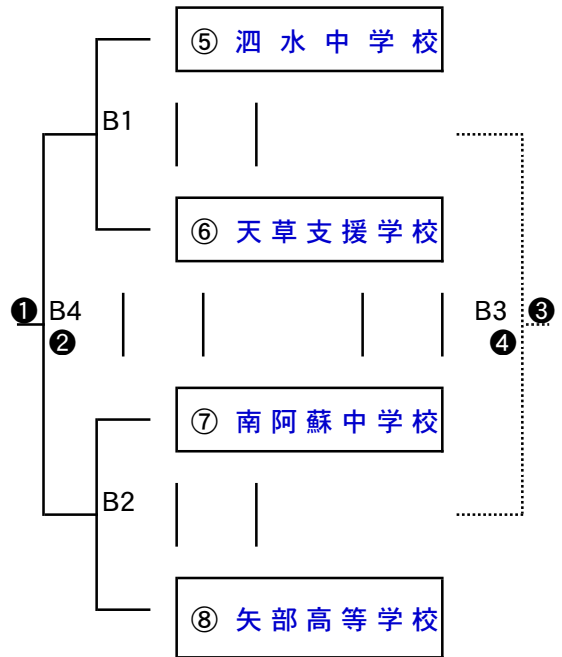 ⑤ 泗水中学校
B1
⑥ 天草支援学校
❶ B4 B3 ❸
❷ ❹
⑦ 南阿蘇中学校
B2
⑧ 矢部高等学校